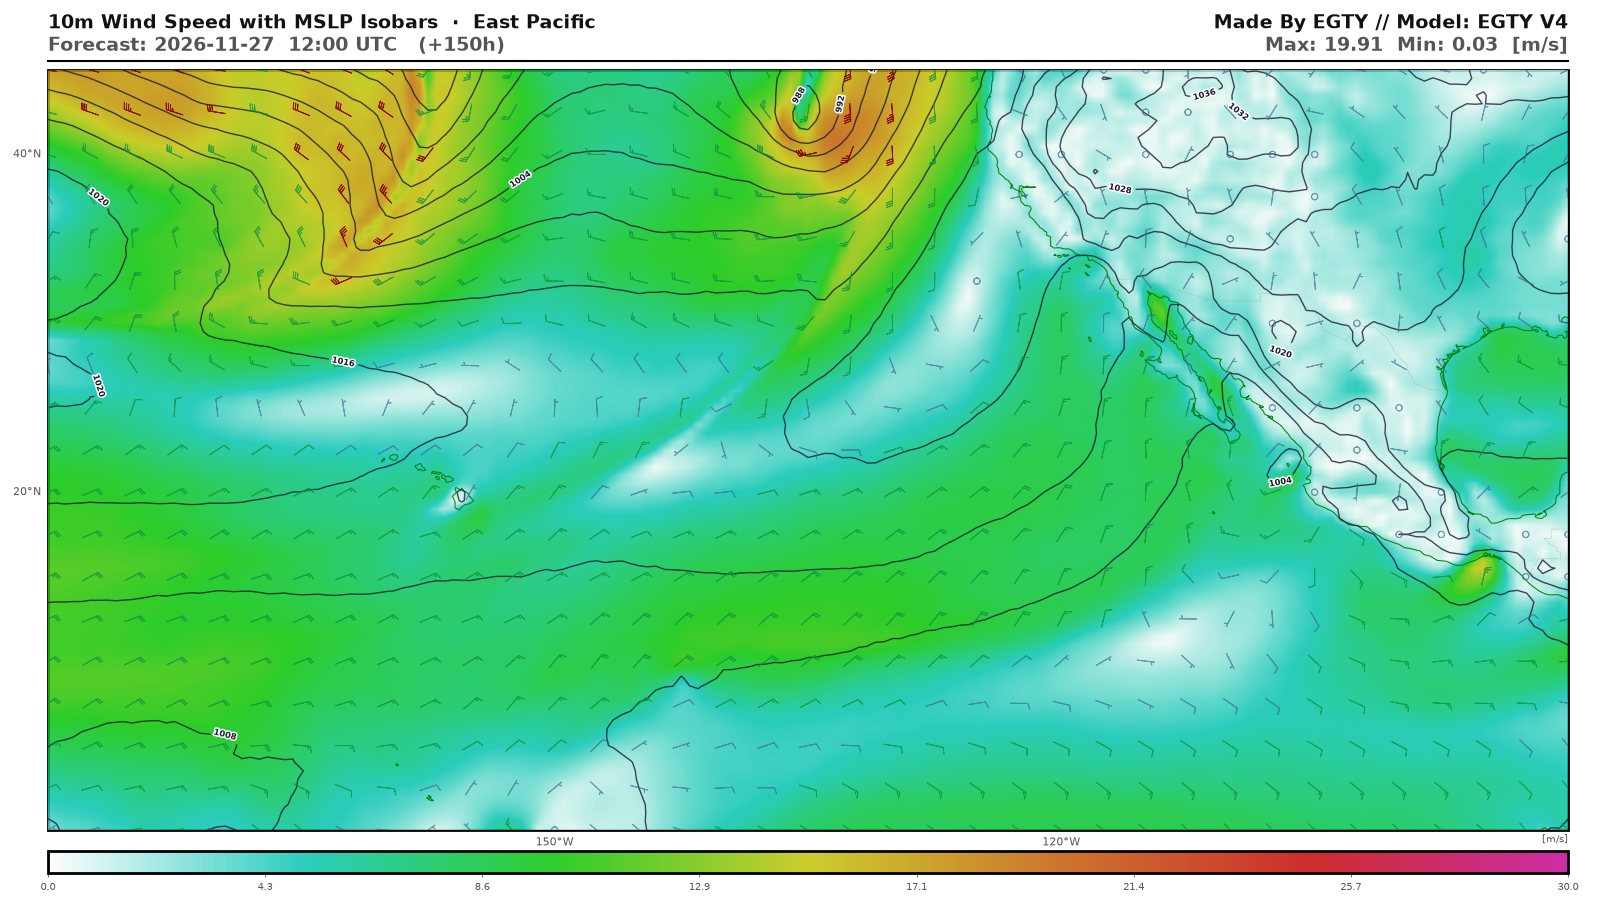 10m Wind Speed with MSLP Isobars · East Pacific
Made By EGTY // Model: EGTY V4
Forecast: 2026-11-27 12:00 UTC (+150h)
Max: 19.91 Min: 0.03 [m/s]
988
992
1036
1032
40°N
1004
1028
1020
1016
1020
1020
20°N
1004
1008
150°W
120°W
[m/s]
0.0
4.3
8.6
12.9
17.1
21.4
25.7
30.0